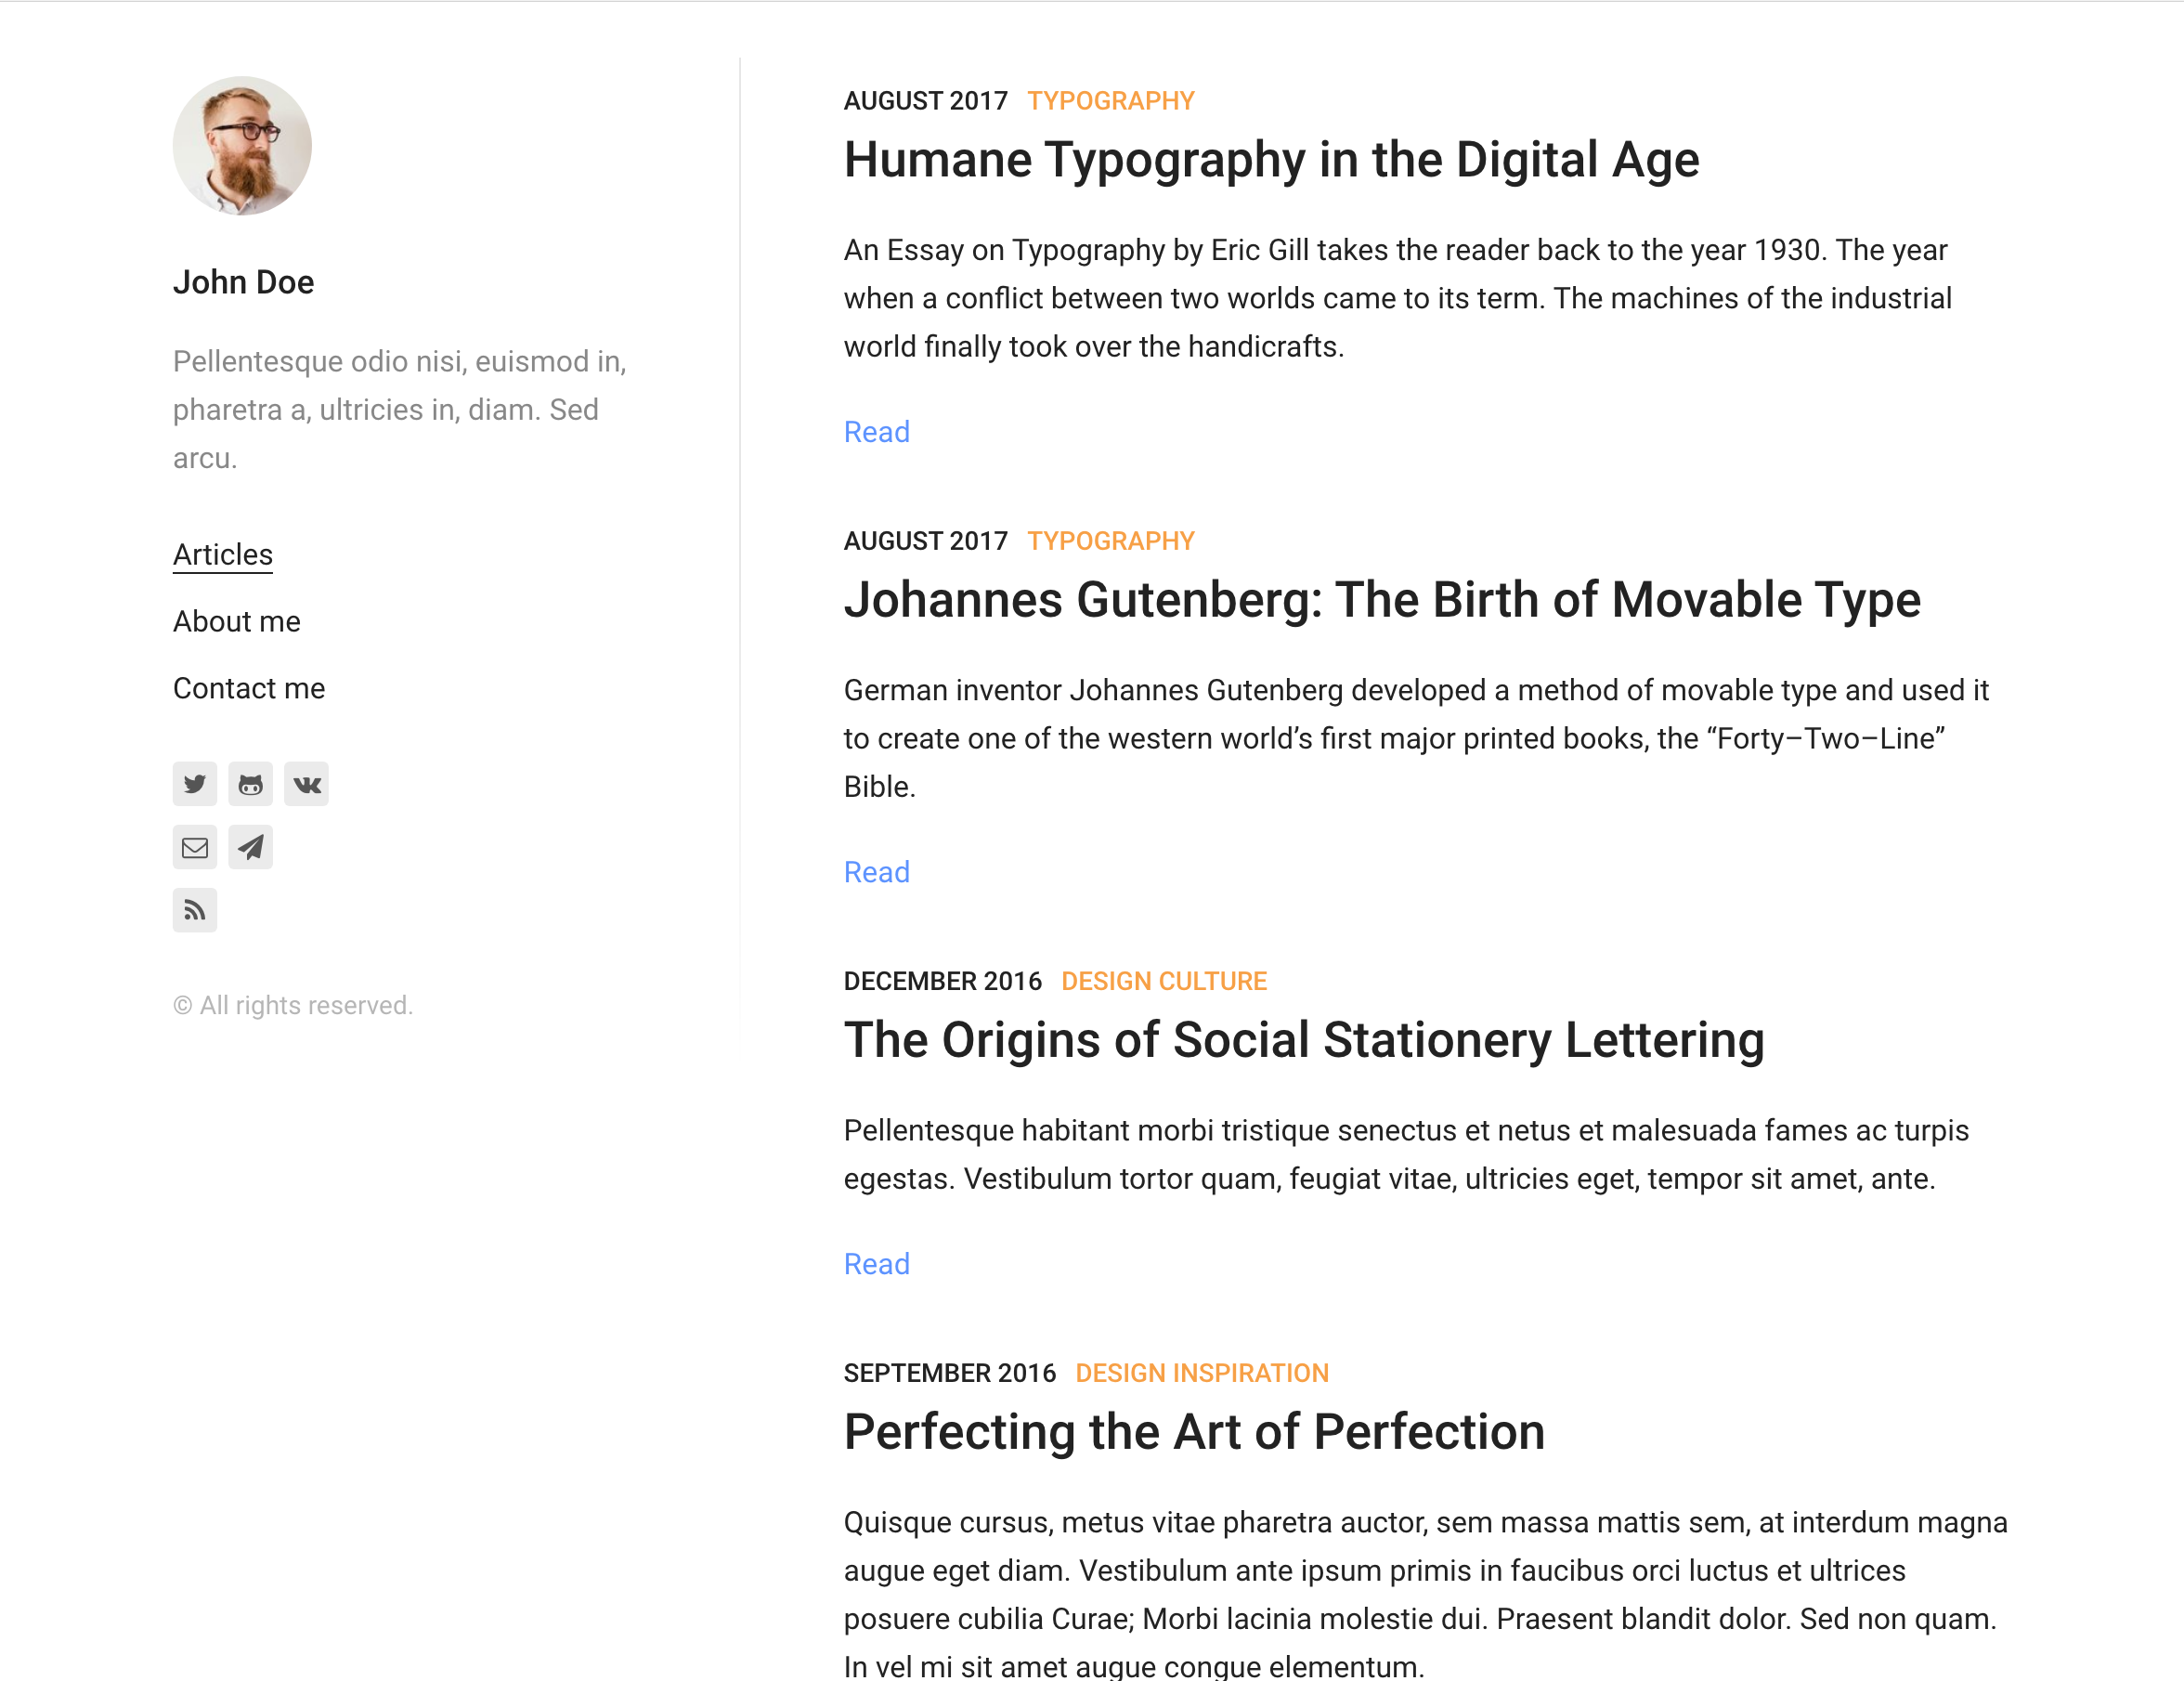 John Doe
Pellentesque odio nisi, euismod in,
pharetra a, ultricies in, diam. Sed
arcu.
Articles
About me
Contact me
© All rights reserved.
AUGUST 2017 TYPOGRAPHY
Humane Typography in the Digital Age
An Essay on Typography by Eric Gill takes the reader back to the year 1930. The year
when a conflict between two worlds came to its term. The machines of the industrial
world finally took over the handicrafts.
Read
AUGUST 2017 TYPOGRAPHY
Johannes Gutenberg: The Birth of Movable Type
German inventor Johannes Gutenberg developed a method of movable type and used it
to create one of the western world’s first major printed books, the “Forty–Two–Line”
Bible.
Read
DECEMBER 2016 DESIGN CULTURE
The Origins of Social Stationery Lettering
Pellentesque habitant morbi tristique senectus et netus et malesuada fames ac turpis
egestas. Vestibulum tortor quam, feugiat vitae, ultricies eget, tempor sit amet, ante.
Read
SEPTEMBER 2016 DESIGN INSPIRATION
Perfecting the Art of Perfection
Quisque cursus, metus vitae pharetra auctor, sem massa mattis sem, at interdum magna
augue eget diam. Vestibulum ante ipsum primis in faucibus orci luctus et ultrices
posuere cubilia Curae; Morbi lacinia molestie dui. Praesent blandit dolor. Sed non quam.
In vel mi sit amet augue congue elementum.